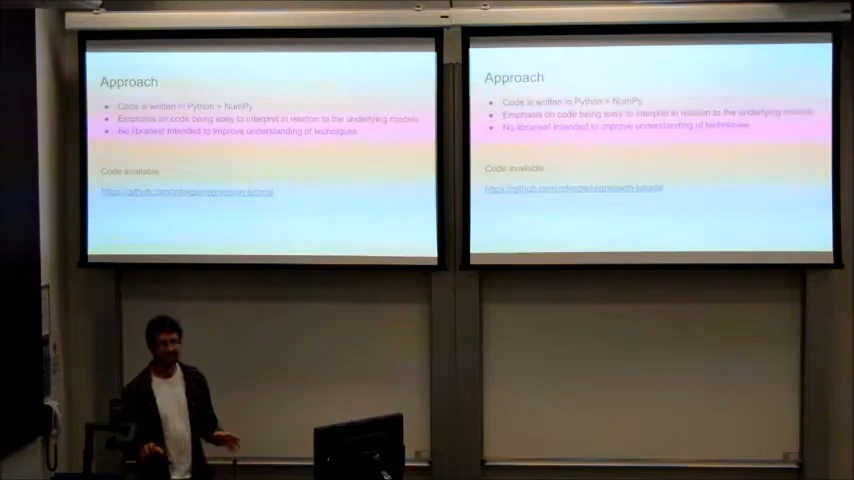 Approach
● Code is written in Python + NumPy
● Emphasis on code being easy to interpret in relation to the underlying models
● No libraries! Intended to improve understanding of techniques
Code available
Approach
● Code is written in Python + NumPy
● Emphasis on code being easy to interpret in relation to the underlying models
● No libraries! Intended to improve understanding of techniques
Code available